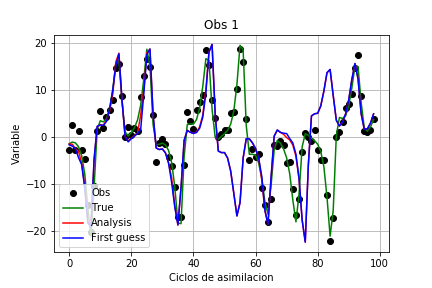 Obs 1
20
10
0
−10
−20
Variable
Obs
True
Analysis
First guess
0
20
40
60
80
100
Ciclos de asimilacion